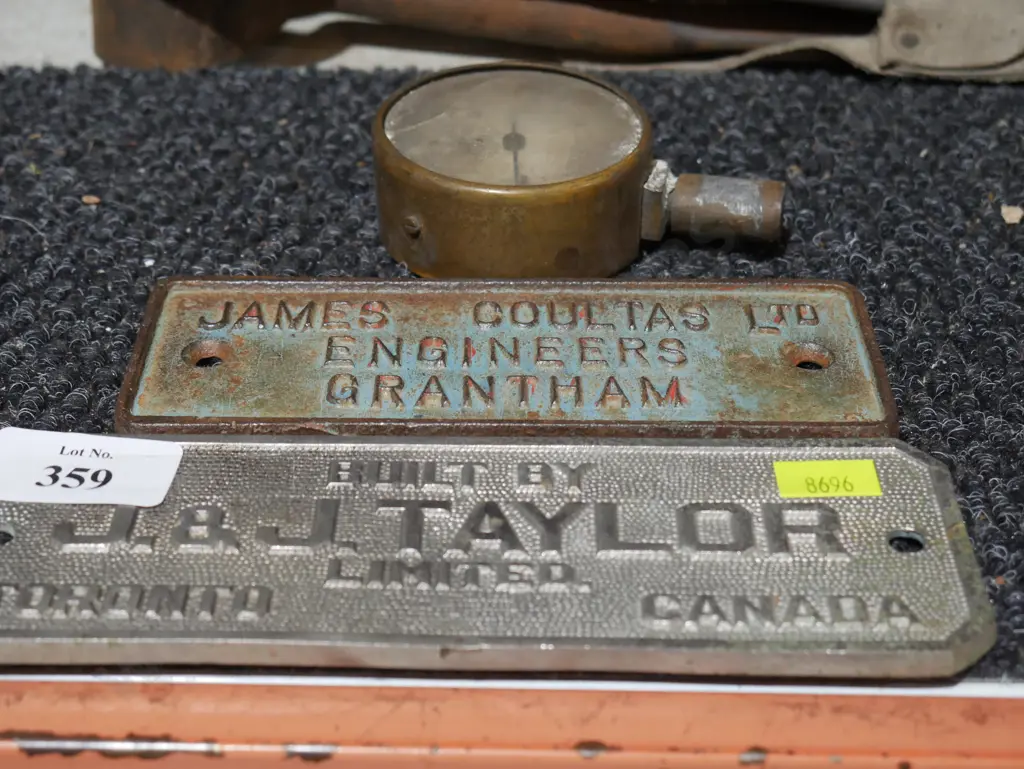 JAMES COULTAS LTD
ENGINEERS
GRANTHAM
Lot No.
359
8696
BUILT BY
J. & J. TAYLOR
LIMITED.
TORONTO CANADA